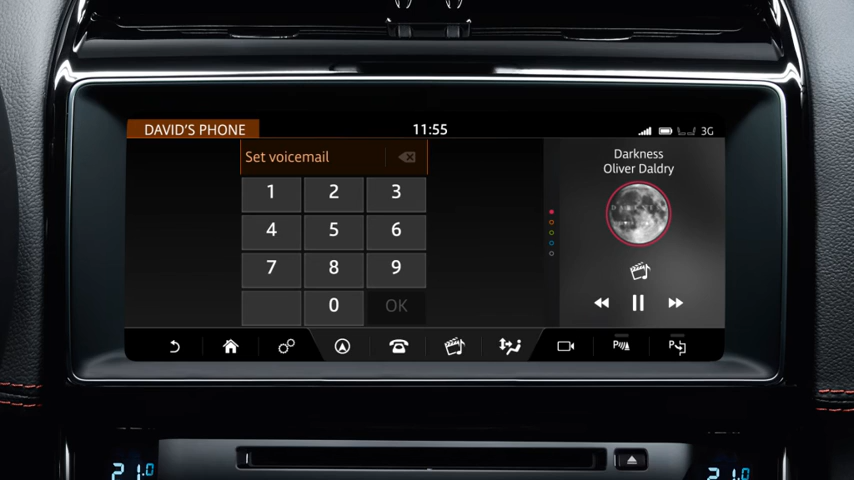 DAVID'S PHONE
11:55
3G
Set voicemail
1 2 3
4 5 6
7 8 9
0 OK
Darkness
Oliver Daldry
P
P
21.0
21.0